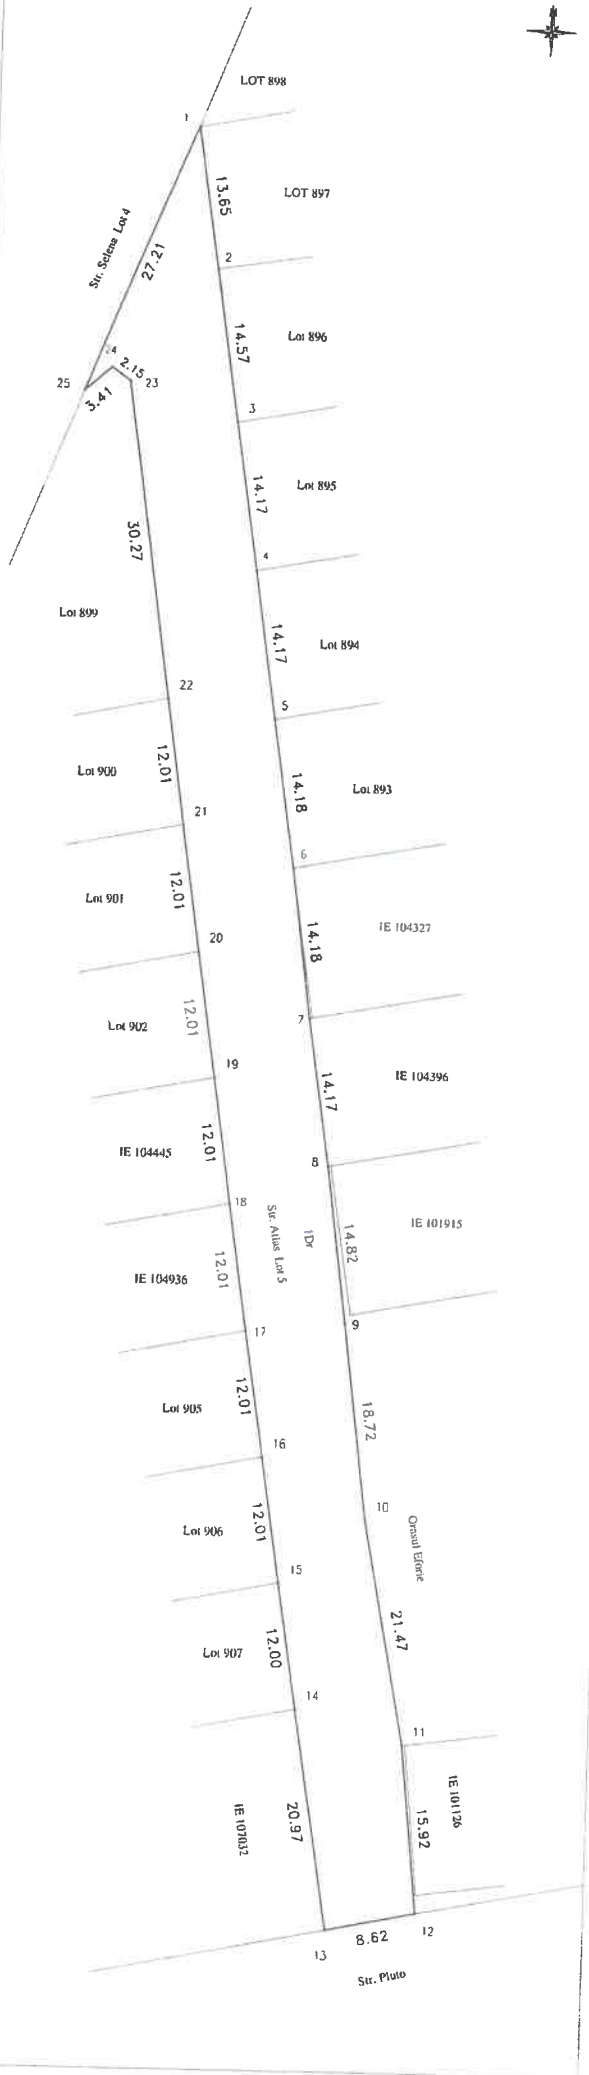 LOT 898
1
13.65
LOT 897
Str. Selena Lot 4
27.21
2
14.57
Lot 896
24
2.15
25
23
3.41
3
14.17
Lot 895
30.27
4
Lot 899
14.17
Lot 894
22
5
Lot 900
12.01
14.18
Lot 893
21
6
Lot 901
12.01
14.18
IE 104327
20
7
Lot 902
12.01
19
14.17
IE 104396
IE 104445
12.01
8
18
Str. Atlas Lot 5
1Dr
14.82
IE 101915
IE 104936
12.01
17
9
Lot 905
12.01
18.72
16
10
Lot 906
12.01
Orasul Eforie
15
21.47
Lot 907
12.00
14
11
IE 107032
20.97
15.92
IE 101126
13
8.62
12
Str. Pluto